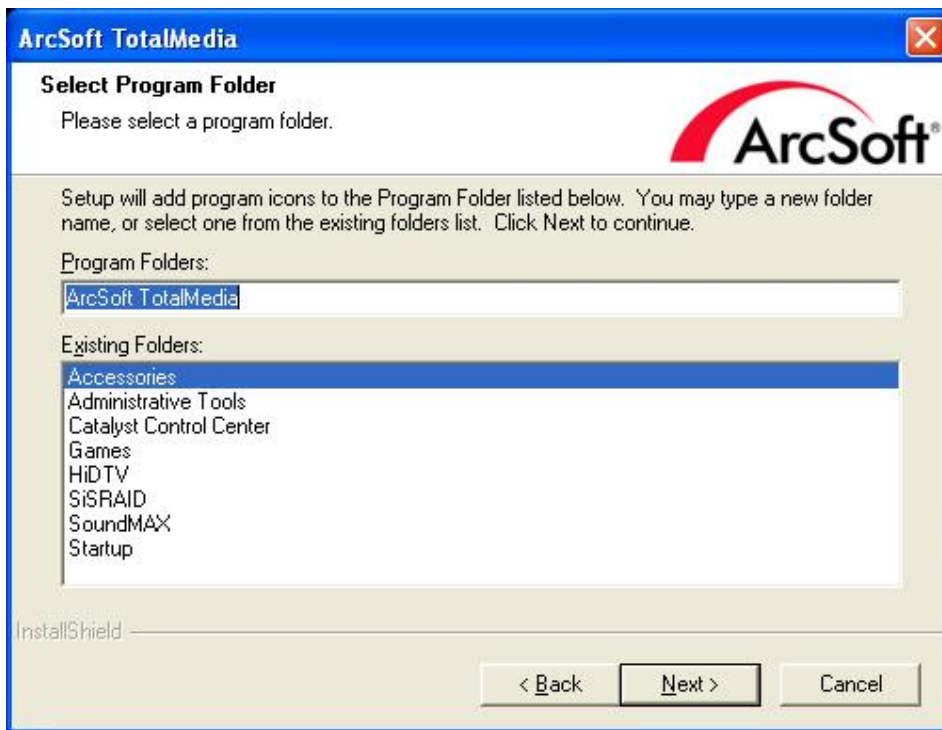 ArcSoft TotalMedia
Select Program Folder
Please select a program folder.
ArcSoft®
Setup will add program icons to the Program Folder listed below.  You may type a new folder
name, or select one from the existing folders list.  Click Next to continue.
Program Folders:
ArcSoft TotalMedia
Existing Folders:
Accessories
Administrative Tools
Catalyst Control Center
Games
HiDTV
SiSRAID
SoundMAX
Startup
InstallShield
< Back
Next >
Cancel